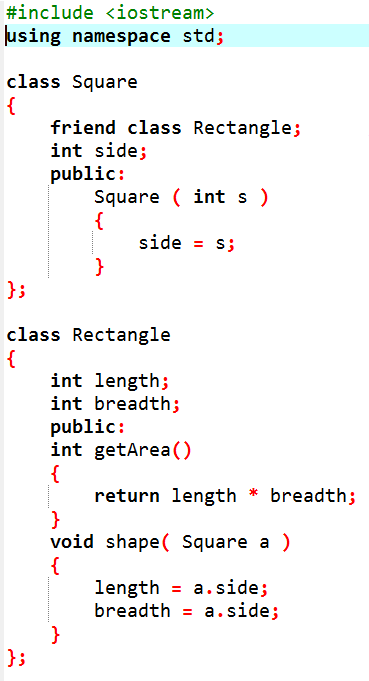 #include <iostream>
using namespace std;
class Square
{
friend class Rectangle;
int side;
public:
Square ( int s )
{
side = s;
}
};
class Rectangle
{
int length;
int breadth;
public:
int getArea()
{
return length * breadth;
}
void shape( Square a )
{
length = a.side;
breadth = a.side;
}
};